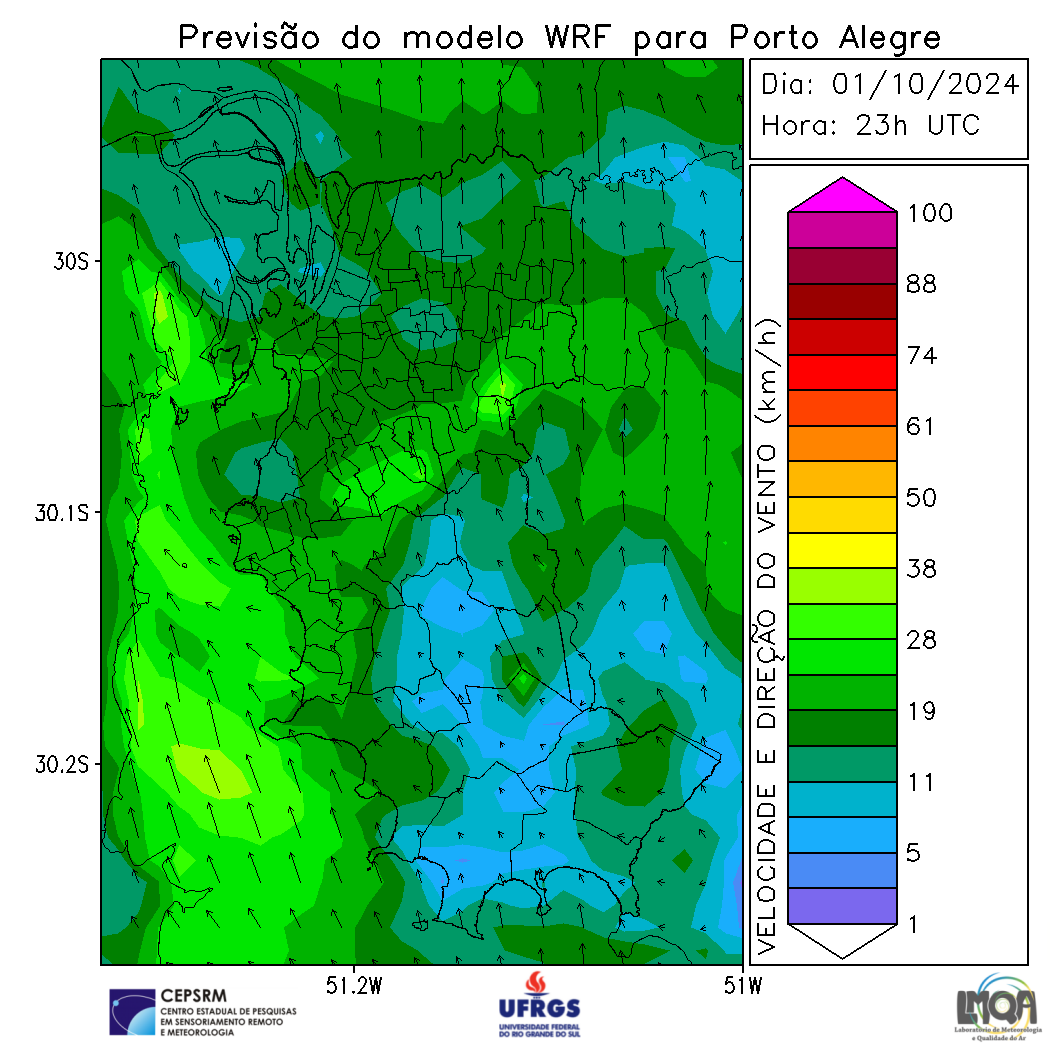 Previsão do modelo WRF para Porto Alegre
Dia: 01/10/2024
Hora: 23h UTC
30S
30.1S
30.2S
51.2W
51W
VELOCIDADE E DIREÇÃO DO VENTO (km/h)
100
88
74
61
50
38
28
19
11
5
1
CEPSRM
CENTRO ESTADUAL DE PESQUISAS
EM SENSORIAMENTO REMOTO
E METEOROLOGIA
UFRGS
UNIVERSIDADE FEDERAL
DO RIO GRANDE DO SUL
LMQA
Laboratório de Meteorologia
e Qualidade do Ar